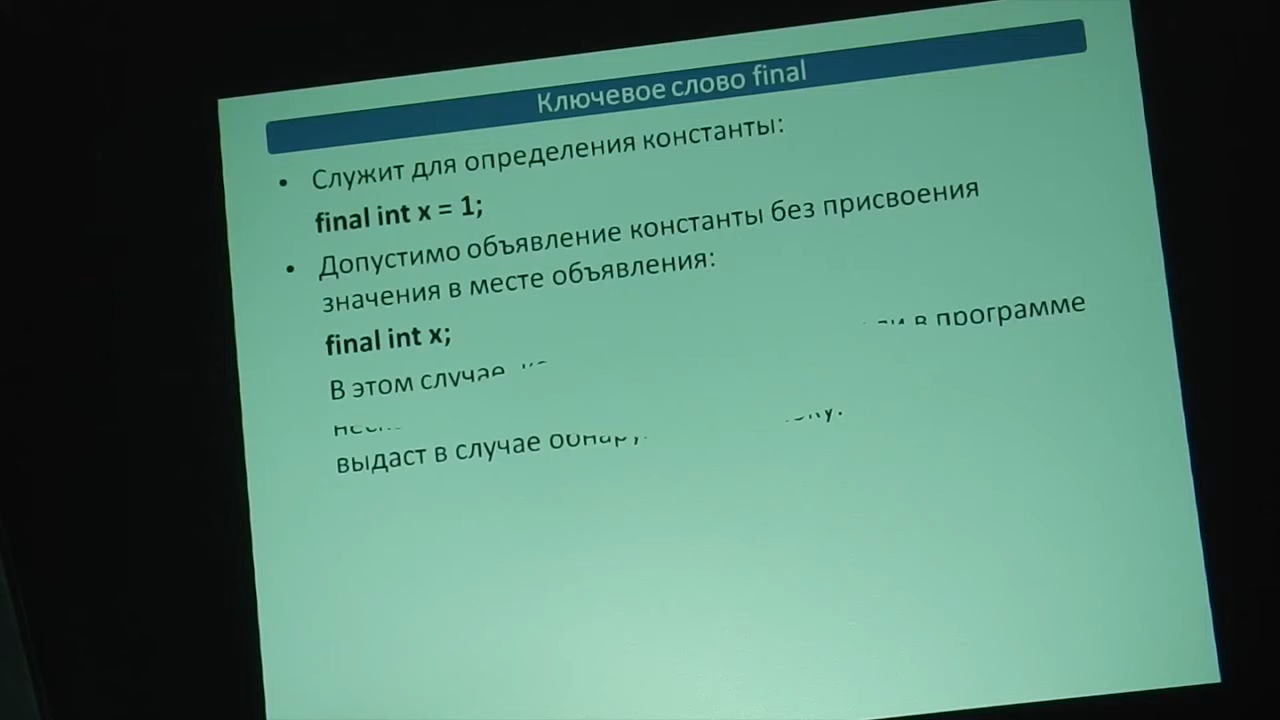 Ключевое слово final
• Служит для определения константы:
final int x = 1;
• Допустимо объявление константы без присвоения
значения в месте объявления:
final int x;
В этом случае в программе
выдаст в случае